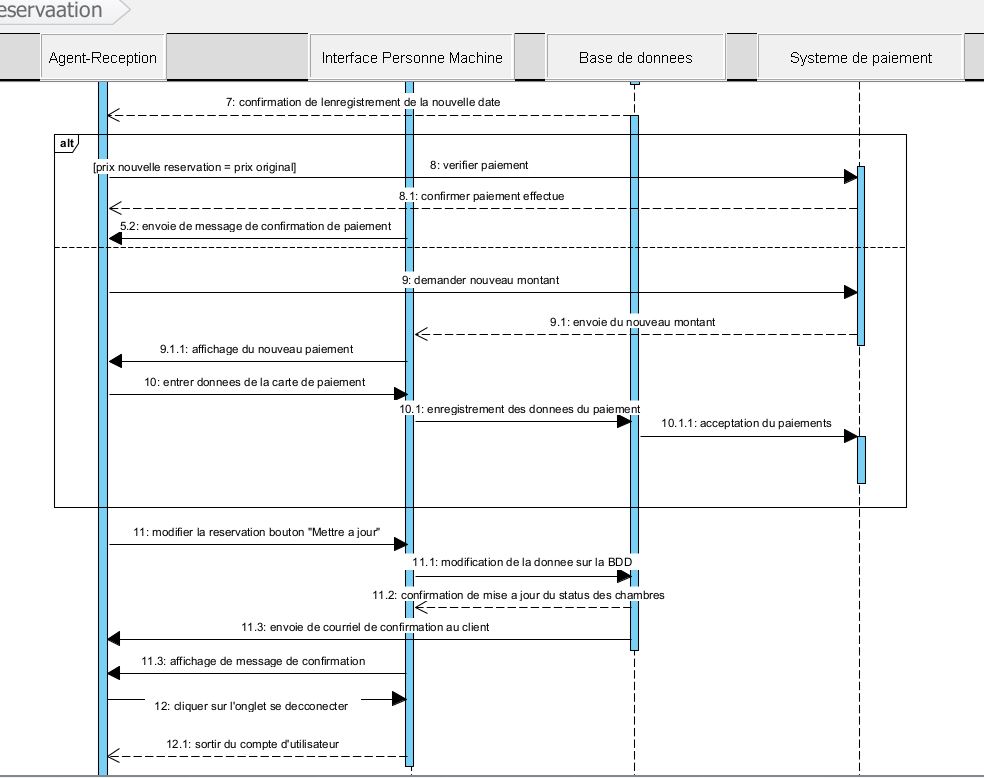 eservaation
Agent-Reception
Interface Personne Machine
Base de donnees
Systeme de paiement
7: confirmation de lenregistrement de la nouvelle date
alt
[prix nouvelle reservation = prix original]
8: verifier paiement
8.1: confirmer paiement effectue
5.2: envoie de message de confirmation de paiement
9: demander nouveau montant
9.1: envoie du nouveau montant
9.1.1: affichage du nouveau paiement
10: entrer donnees de la carte de paiement
10.1: enregistrement des donnees du paiement
10.1.1: acceptation du paiements
11: modifier la reservation bouton "Mettre a jour"
11.1: modification de la donnee sur la BDD
11.2: confirmation de mise a jour du status des chambres
11.3: envoie de courriel de confirmation au client
11.3: affichage de message de confirmation
12: cliquer sur l'onglet se decconecter
12.1: sortir du compte d'utilisateur